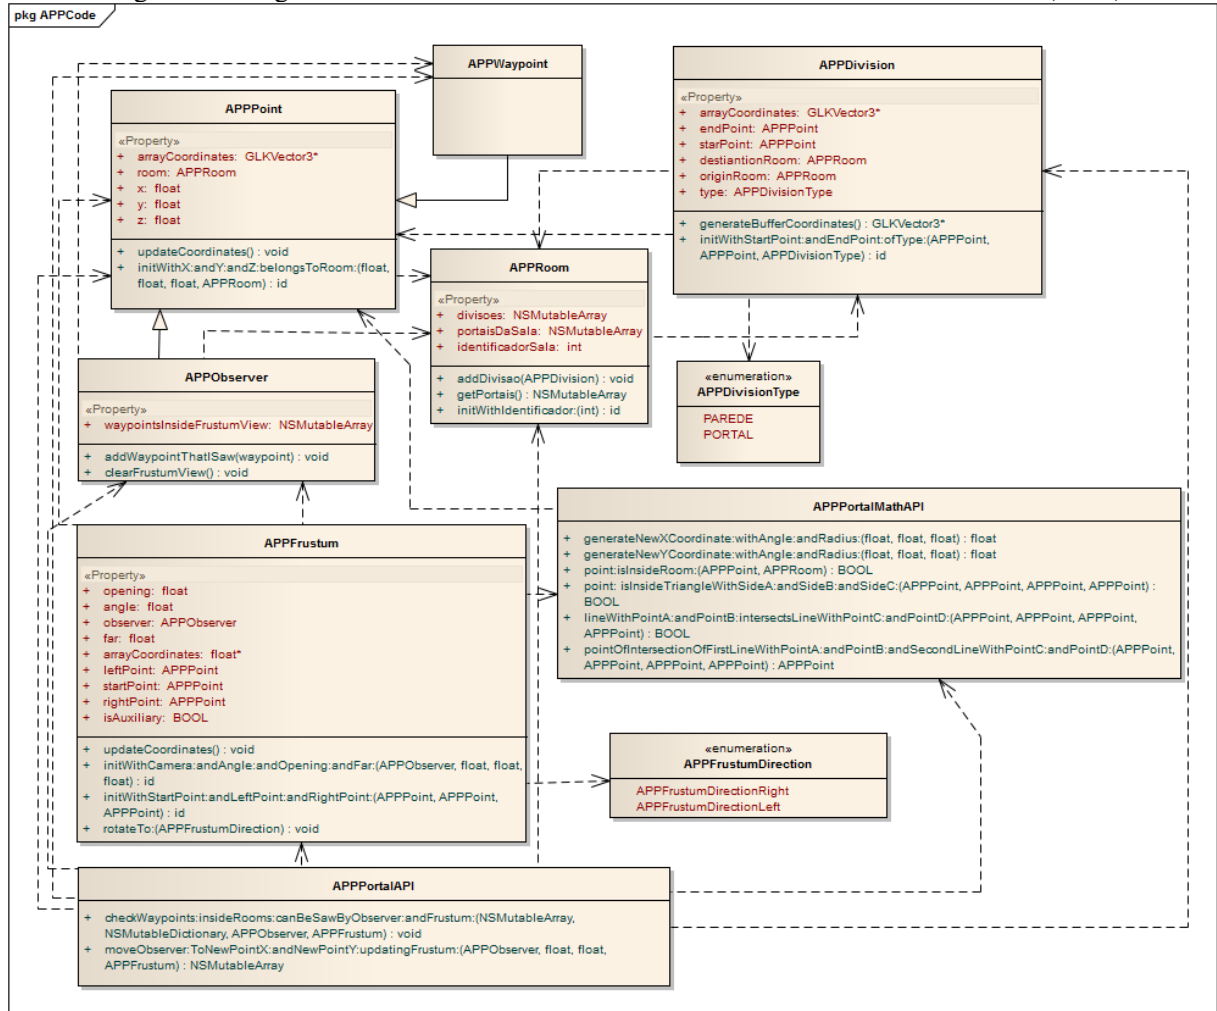 pkg APPCode
APPWaypoint
APPDivision
«Property»
+ arrayCoordinates: GLKVector3*
+ endPoint: APPPoint
+ starPoint: APPPoint
+ destiantionRoom: APPRoom
+ originRoom: APPRoom
+ type: APPDivisionType
+ generateBufferCoordinates() : GLKVector3*
+ initWithStartPoint:andEndPoint:ofType:(APPPoint,
APPPoint, APPDivisionType) : id
APPPoint
«Property»
+ arrayCoordinates: GLKVector3*
+ room: APPRoom
+ x: float
+ y: float
+ z: float
+ updateCoordinates() : void
+ initWithX:andY:andZ:belongsToRoom:(float,
float, float, APPRoom) : id
APPRoom
«Property»
+ divisoes: NSMutableArray
+ portaisDaSala: NSMutableArray
+ identificadorSala: int
+ addDivisao(APPDivision) : void
+ getPortais() : NSMutableArray
+ initWithIdentificador:(int) : id
APPObserver
«Property»
+ waypointsInsideFrustumView: NSMutableArray
+ addWaypointThatISaw(waypoint) : void
+ clearFrustumView() : void
«enumeration»
APPDivisionType
PAREDE
PORTAL
APPPortalMathAPI
+ generateNewXCoordinate:withAngle:andRadius:(float, float, float) : float
+ generateNewYCoordinate:withAngle:andRadius:(float, float, float) : float
+ point:isInsideRoom:(APPPoint, APPRoom) : BOOL
+ point: isInsideTriangleWithSideA:andSideB:andSideC:(APPPoint, APPPoint, APPPoint, APPPoint) :
BOOL
+ lineWithPointA:andPointB:intersectsLineWithPointC:andPointD:(APPPoint, APPPoint, APPPoint,
APPPoint) : BOOL
+ pointOfIntersectionOfFirstLineWithPointA:andPointB:andSecondLineWithPointC:andPointD:(APPPoint,
APPPoint, APPPoint, APPPoint) : APPPoint
APPFrustum
«Property»
+ opening: float
+ angle: float
+ observer: APPObserver
+ far: float
+ arrayCoordinates: float*
+ leftPoint: APPPoint
+ startPoint: APPPoint
+ rightPoint: APPPoint
+ isAuxiliary: BOOL
+ updateCoordinates() : void
+ initWithCamera:andAngle:andOpening:andFar:(APPObserver, float, float,
float) : id
+ initWithStartPoint:andLeftPoint:andRightPoint:(APPPoint, APPPoint,
APPPoint) : id
+ rotateTo:(APPFrustumDirection) : void
«enumeration»
APPFrustumDirection
APPFrustumDirectionRight
APPFrustumDirectionLeft
APPPortalAPI
+ checkWaypoints:insideRooms:canBeSawByObserver:andFrustum:(NSMutableArray,
NSMutableDictionary, APPObserver, APPFrustum) : void
+ moveObserver:ToNewPointX:andNewPointY:updatingFrustum:(APPObserver, float, float,
APPFrustum) : NSMutableArray